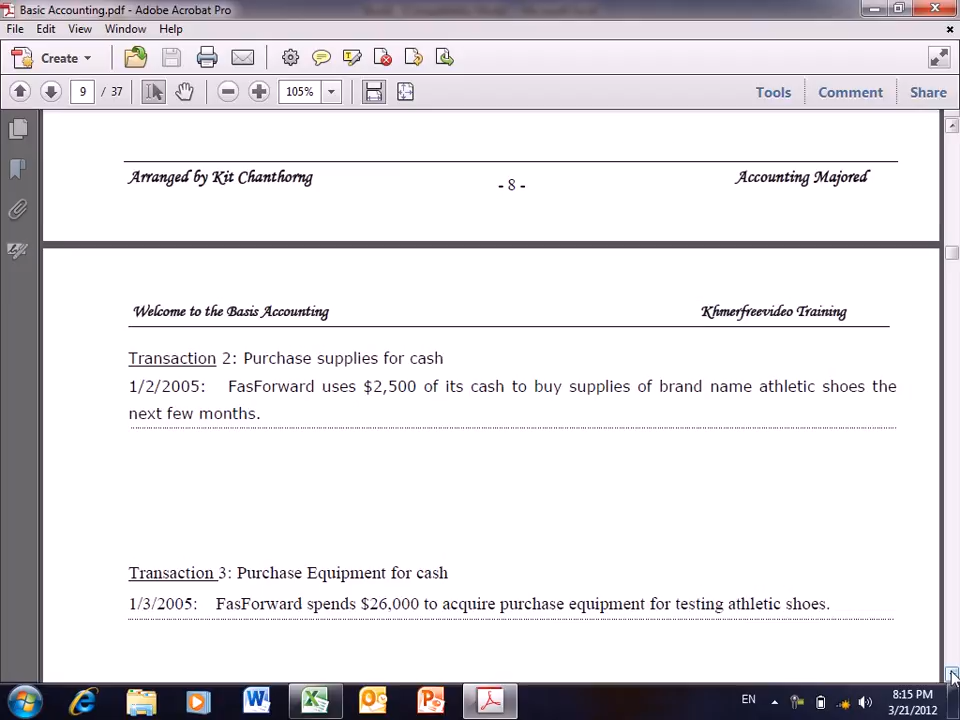 Basic Accounting.pdf - Adobe Acrobat Pro
File Edit View Window Help
Create
9 / 37 105% Tools Comment Share
Arranged by Kit Chanthorng - 8 - Accounting Majored
Welcome to the Basis Accounting Khmerfreevideo Training
Transaction 2: Purchase supplies for cash
1/2/2005: FasForward uses $2,500 of its cash to buy supplies of brand name athletic shoes the
next few months.
Transaction 3: Purchase Equipment for cash
1/3/2005: FasForward spends $26,000 to acquire purchase equipment for testing athletic shoes.
EN 8:15 PM
3/21/2012